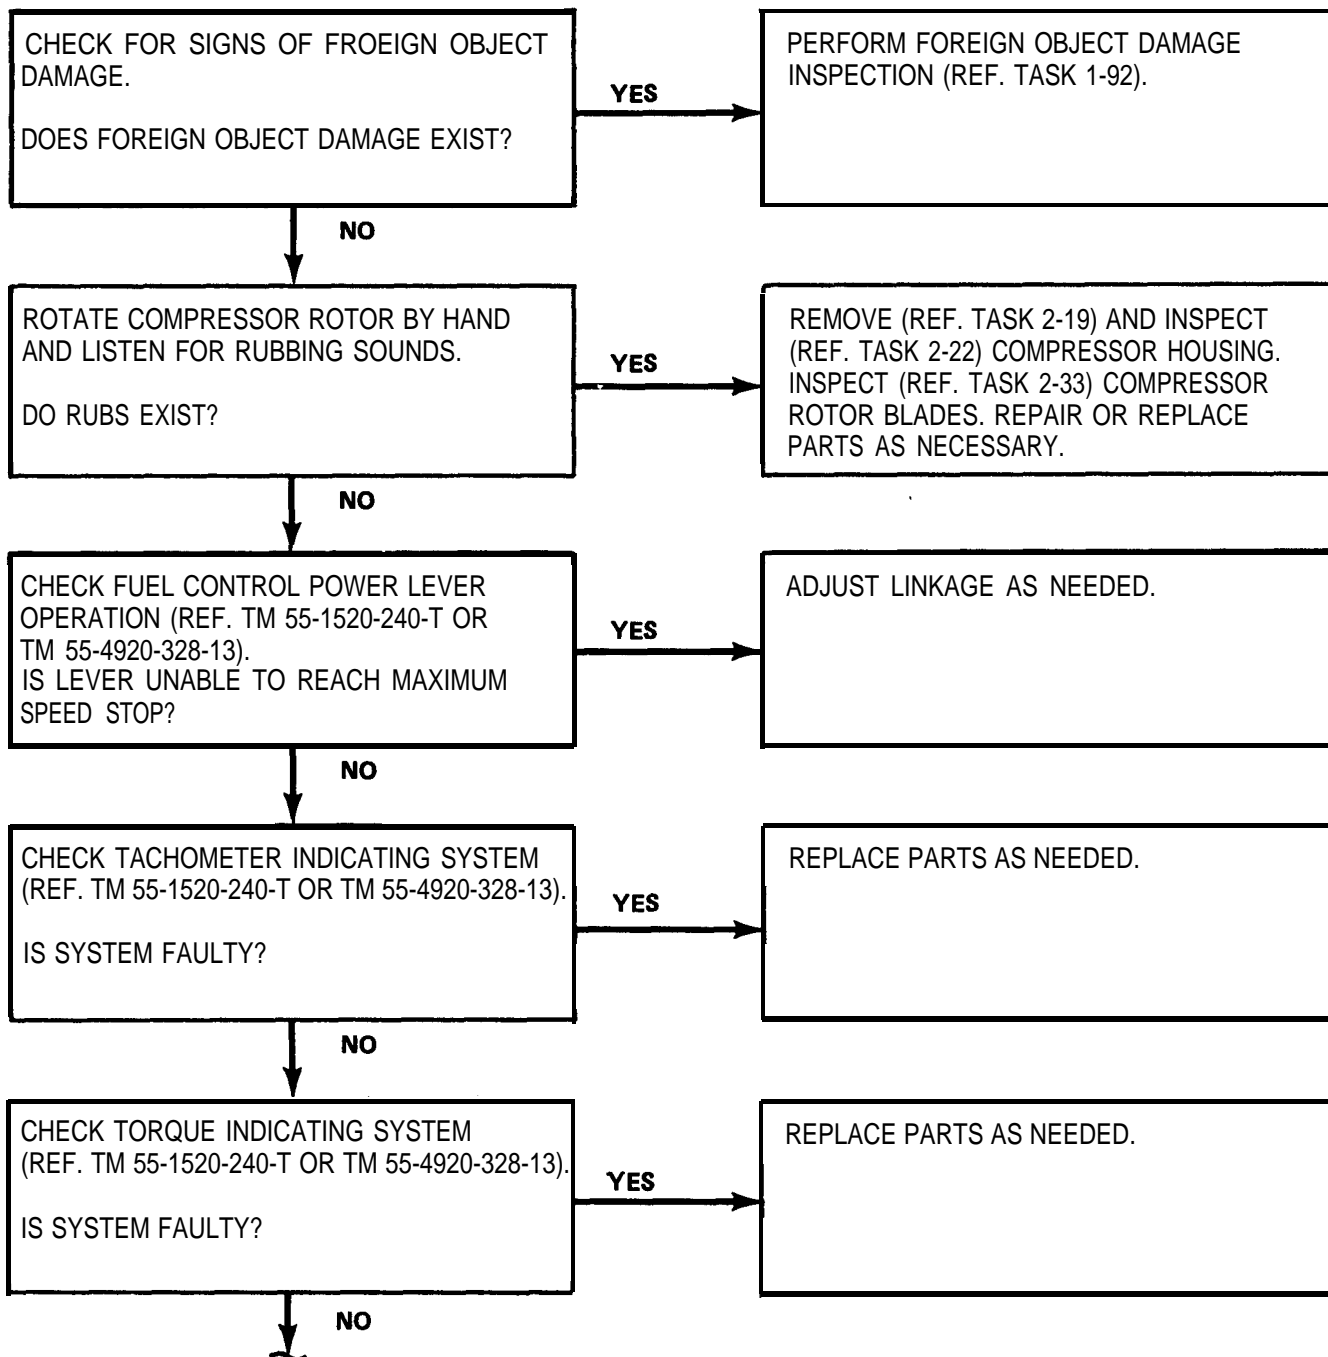 CHECK FOR SIGNS OF FROEIGN OBJECT
DAMAGE.
DOES FOREIGN OBJECT DAMAGE EXIST?
YES
PERFORM FOREIGN OBJECT DAMAGE
INSPECTION (REF. TASK 1-92).
NO
ROTATE COMPRESSOR ROTOR BY HAND
AND LISTEN FOR RUBBING SOUNDS.
DO RUBS EXIST?
YES
REMOVE (REF. TASK 2-19) AND INSPECT
(REF. TASK 2-22) COMPRESSOR HOUSING.
INSPECT (REF. TASK 2-33) COMPRESSOR
ROTOR BLADES. REPAIR OR REPLACE
PARTS AS NECESSARY.
NO
CHECK FUEL CONTROL POWER LEVER
OPERATION (REF. TM 55-1520-240-T OR
TM 55-4920-328-13).
IS LEVER UNABLE TO REACH MAXIMUM
SPEED STOP?
YES
ADJUST LINKAGE AS NEEDED.
NO
CHECK TACHOMETER INDICATING SYSTEM
(REF. TM 55-1520-240-T OR TM 55-4920-328-13).
IS SYSTEM FAULTY?
YES
REPLACE PARTS AS NEEDED.
NO
CHECK TORQUE INDICATING SYSTEM
(REF. TM 55-1520-240-T OR TM 55-4920-328-13).
IS SYSTEM FAULTY?
YES
REPLACE PARTS AS NEEDED.
NO